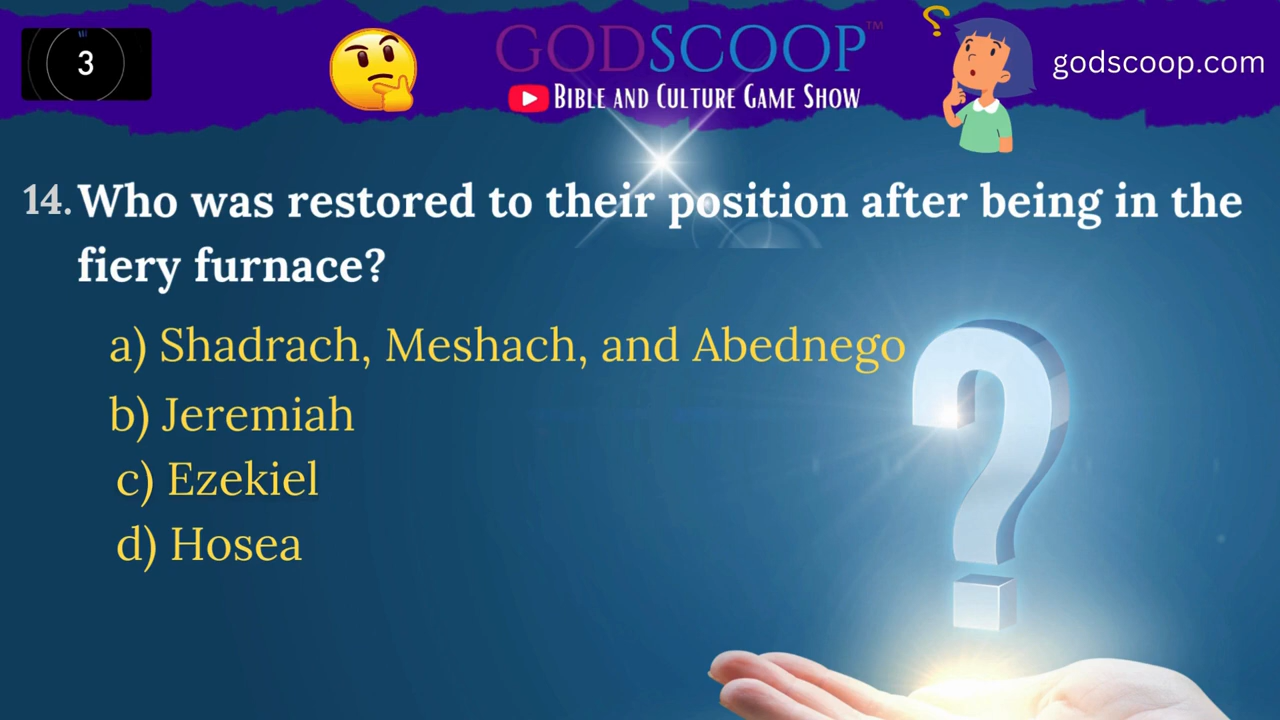 3
GODSCOOP™
BIBLE AND CULTURE GAME SHOW
godscoop.com
14. Who was restored to their position after being in the
fiery furnace?
a) Shadrach, Meshach, and Abednego
b) Jeremiah
c) Ezekiel
d) Hosea